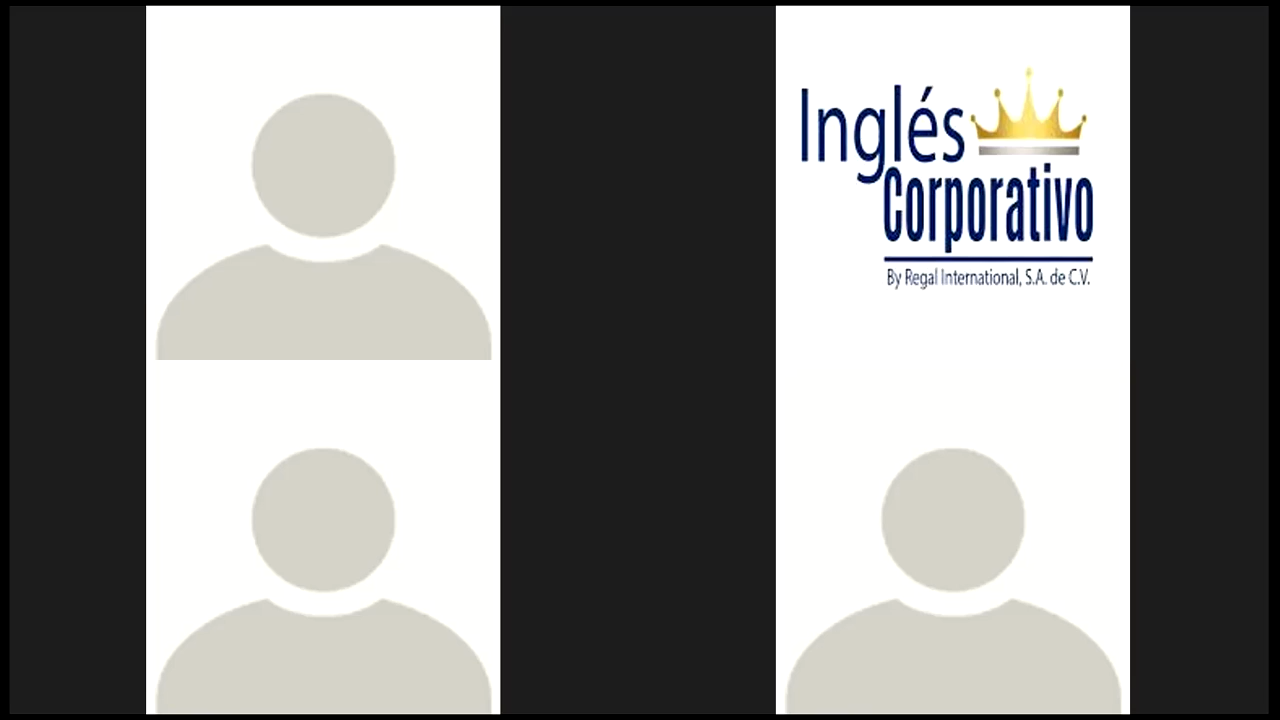 Inglés
Corporativo
By Regal International, S.A. de C.V.